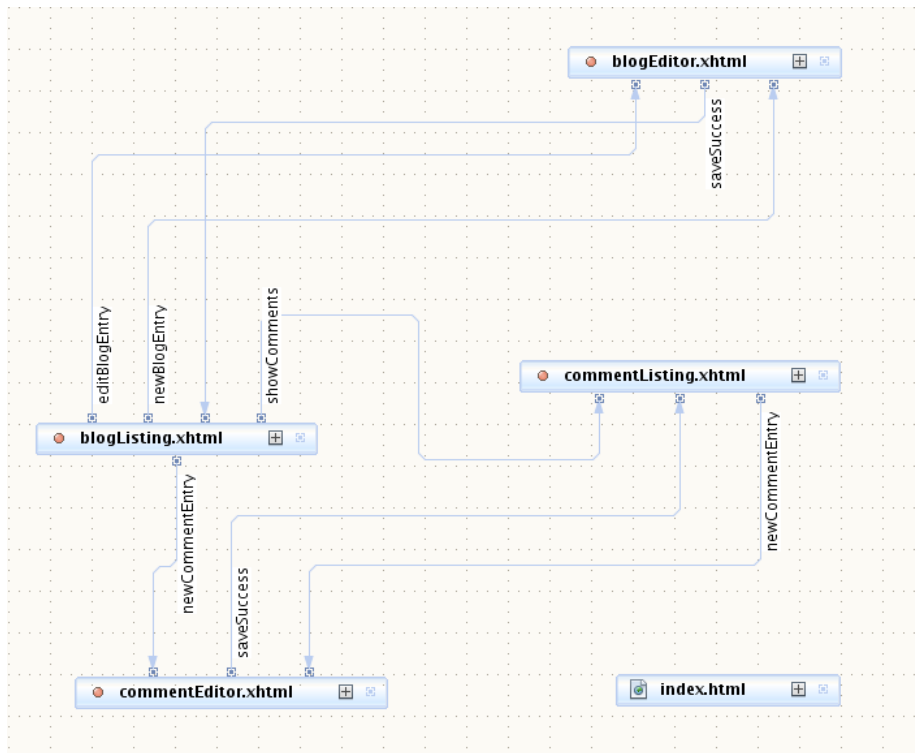 blogEditor.xhtml
saveSuccess
editBlogEntry
newBlogEntry
showComments
commentListing.xhtml
blogListing.xhtml
newCommentEntry
newCommentEntry
saveSuccess
commentEditor.xhtml
index.html